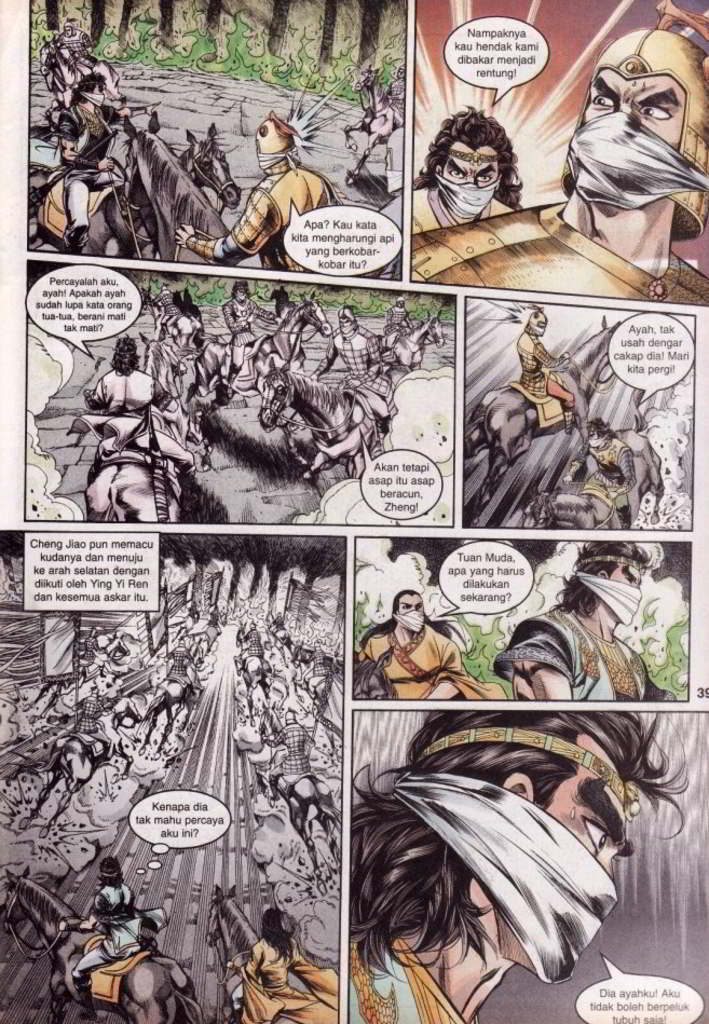 Apa? Kau kata
kita mengharungi api
yang berkobar-
kobar itu?
Nampaknya
kau hendak kami
dibakar menjadi
rentung!
Percayalah aku,
ayah! Apakah ayah
sudah lupa kata orang
tua-tua, berani mati
tak mati?
Akan tetapi
asap itu asap
beracun,
Zheng!
Ayah, tak
usah dengar
cakap dia! Mari
kita pergi!
Cheng Jiao pun memacu
kudanya dan menuju
ke arah selatan dengan
diikuti oleh Ying Yi Ren
dan kesemua askar itu.
Kenapa dia
tak mahu percaya
aku ini?
Tuan Muda,
apa yang harus
dilakukan
sekarang?
39
Dia ayahku! Aku
tidak boleh berpeluk
tubuh saja!